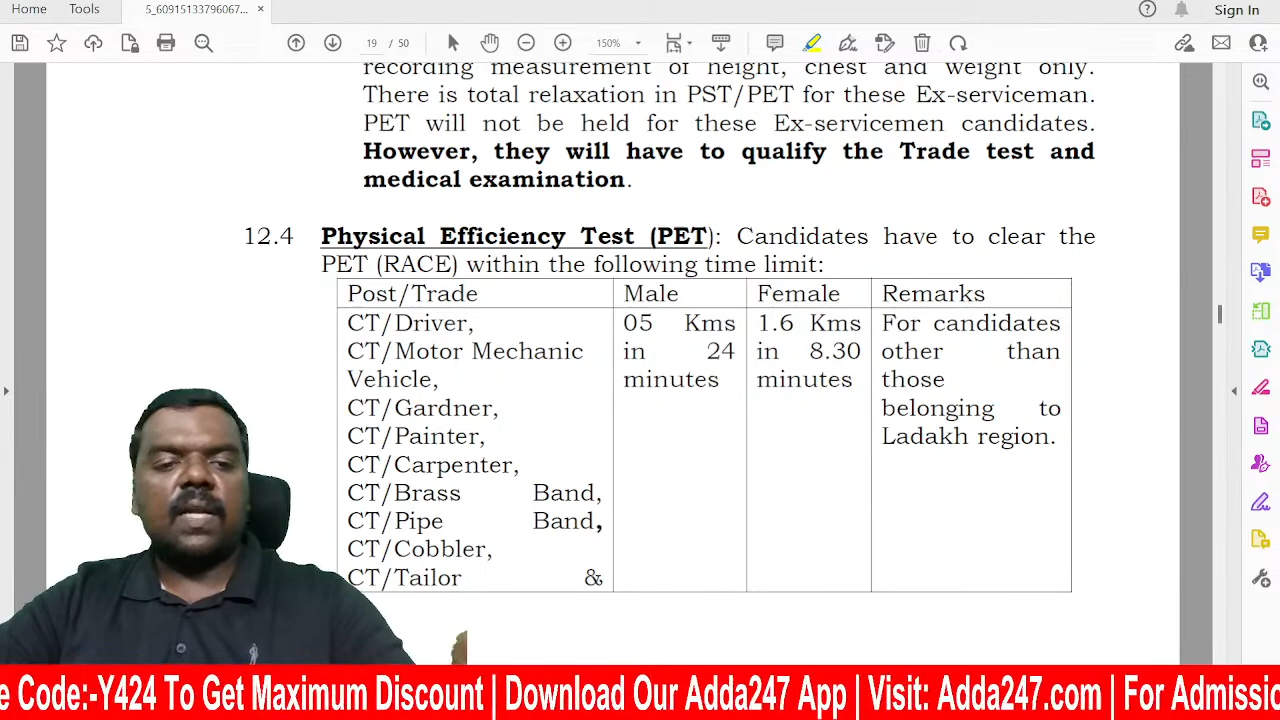 Home Tools 5_60915133796067... × Sign In
19 / 50 150%
recording measurement of height, chest and weight only.
There is total relaxation in PST/PET for these Ex-serviceman.
PET will not be held for these Ex-servicemen candidates.
However, they will have to qualify the Trade test and
medical examination.
12.4 Physical Efficiency Test (PET): Candidates have to clear the
PET (RACE) within the following time limit:
Post/Trade Male Female Remarks
CT/Driver, 05 Kms 1.6 Kms For candidates
CT/Motor Mechanic in 24 in 8.30 other than
Vehicle, minutes minutes those
CT/Gardner, belonging to
CT/Painter, Ladakh region.
CT/Carpenter,
CT/Brass Band,
CT/Pipe Band,
CT/Cobbler,
CT/Tailor &
e Code:-Y424 To Get Maximum Discount | Download Our Adda247 App | Visit: Adda247.com | For Admissio